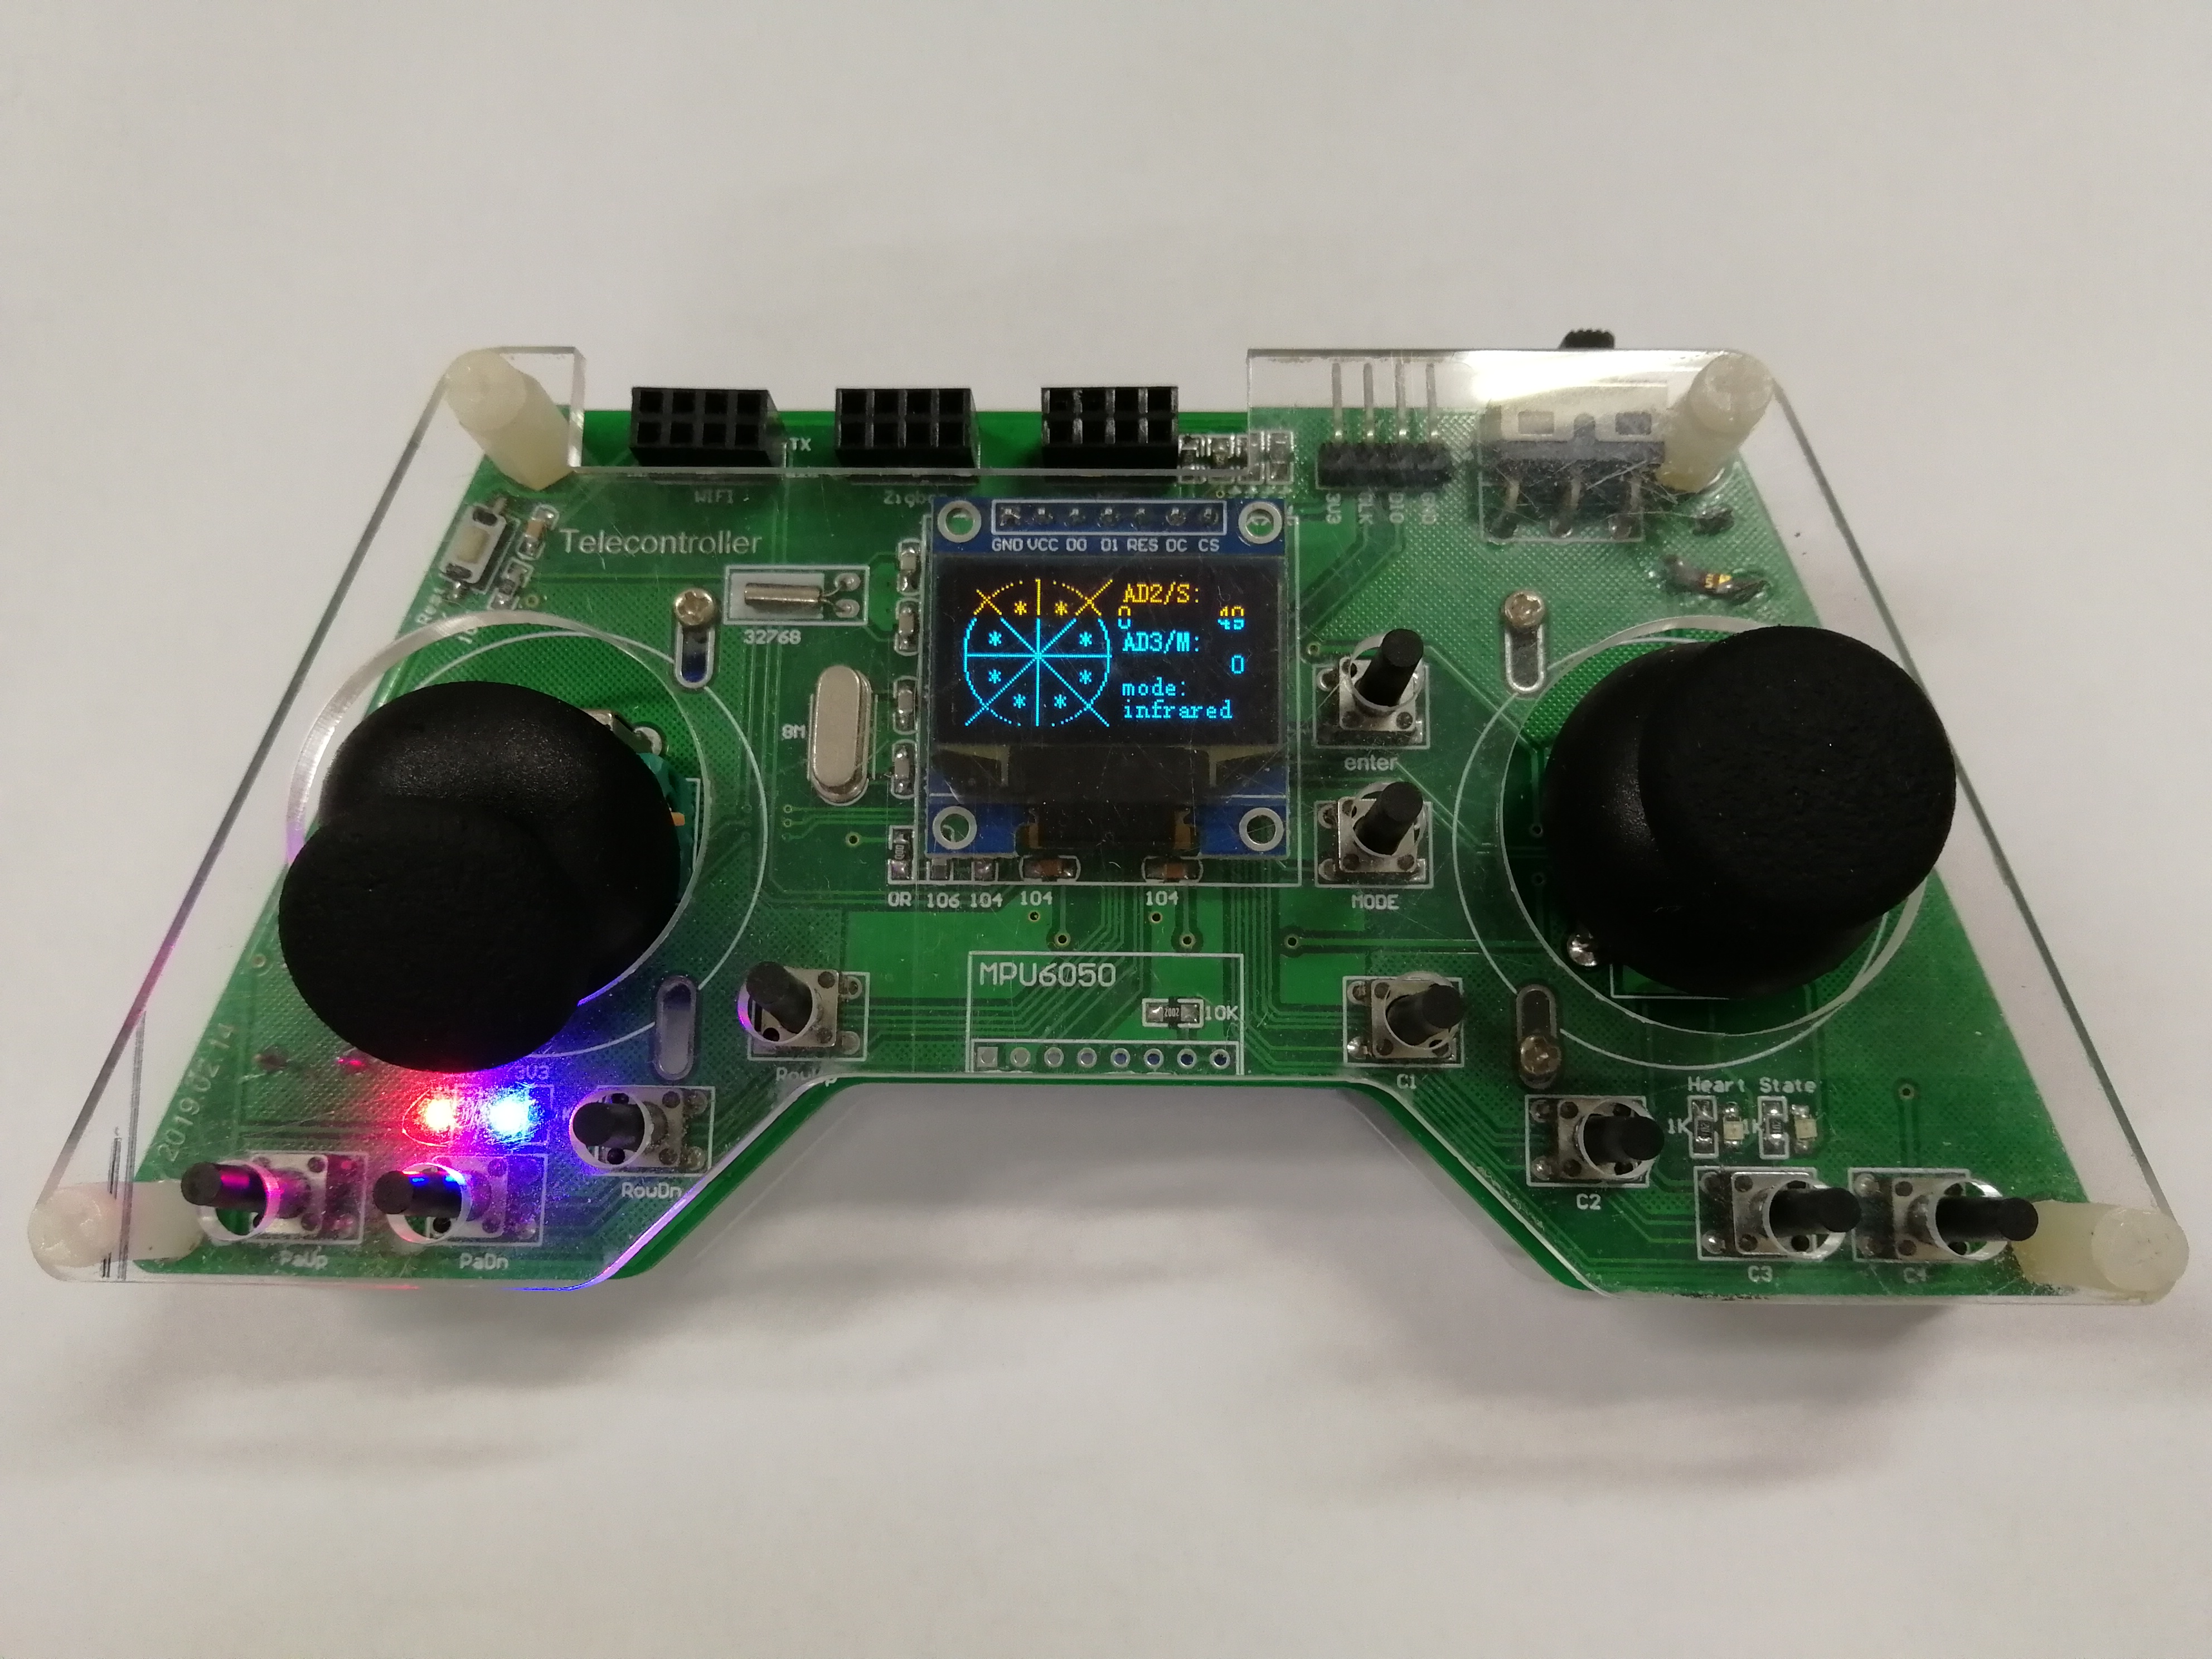 TX
WIFI
3V3
DIO
GND
Telecontroller
GND VCC D0 D1 RES DC CS
32768
AD2/S:
0 49
AD3/M:
0
mode:
infrared
8M
enter
MODE
0R 106 104 104 104
MPU6050
10K
C1
2019.02.14
3V3
Heart State
1K
1K
RouDn
C2
PaUp
PaDn
C3
C4